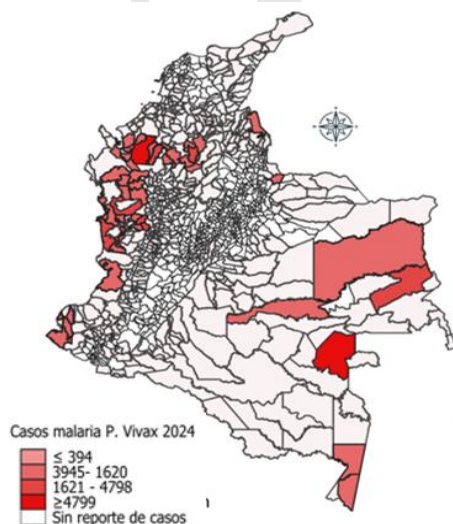 Casos malaria P. Vivax 2024
≤ 394
3945- 1620
1621 - 4798
≥4799
Sin reporte de casos